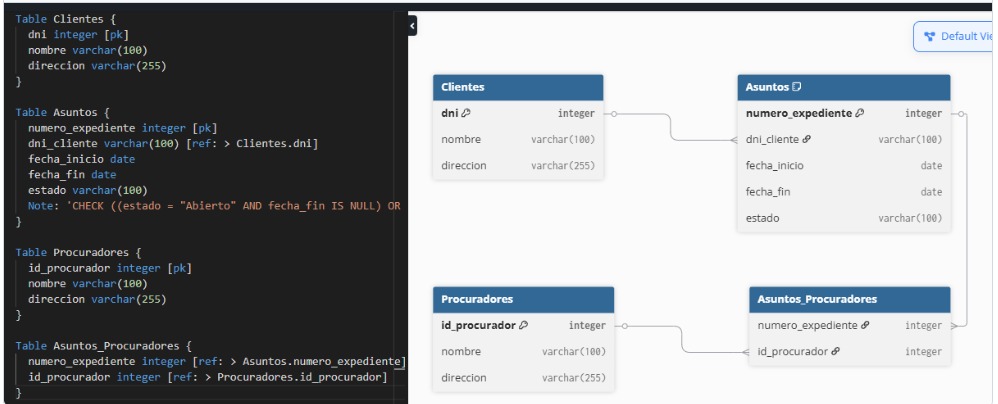 Table Clientes {
dni integer [pk]
nombre varchar(100)
direccion varchar(255)
}
Table Asuntos {
numero_expediente integer [pk]
dni_cliente varchar(100) [ref: > Clientes.dni]
fecha_inicio date
fecha_fin date
estado varchar(100)
Note: 'CHECK ((estado = "Abierto" AND fecha_fin IS NULL) OR
}
Table Procuradores {
id_procurador integer [pk]
nombre varchar(100)
direccion varchar(255)
}
Table Asuntos_Procuradores {
numero_expediente integer [ref: > Asuntos.numero_expediente]
id_procurador integer [ref: > Procuradores.id_procurador]
}
Default Vie
Clientes
dni integer
nombre varchar(100)
direccion varchar(255)
Asuntos
numero_expediente integer
dni_cliente varchar(100)
fecha_inicio date
fecha_fin date
estado varchar(100)
Procuradores
id_procurador integer
nombre varchar(100)
direccion varchar(255)
Asuntos_Procuradores
numero_expediente integer
id_procurador integer